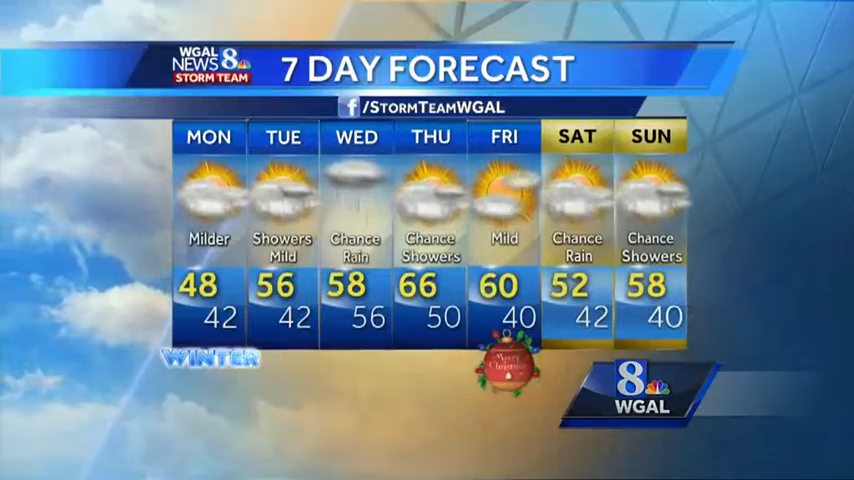 WGAL
NEWS 8
STORM TEAM
7 DAY FORECAST
f/STORMTEAMWGAL
MON TUE WED THU FRI SAT SUN
Milder Showers Mild Chance Rain Chance Showers Mild Chance Rain Chance Showers
48 56 58 66 60 52 58
42 42 56 50 40 42 40
WINTER
Merry
Christmas
8
WGAL